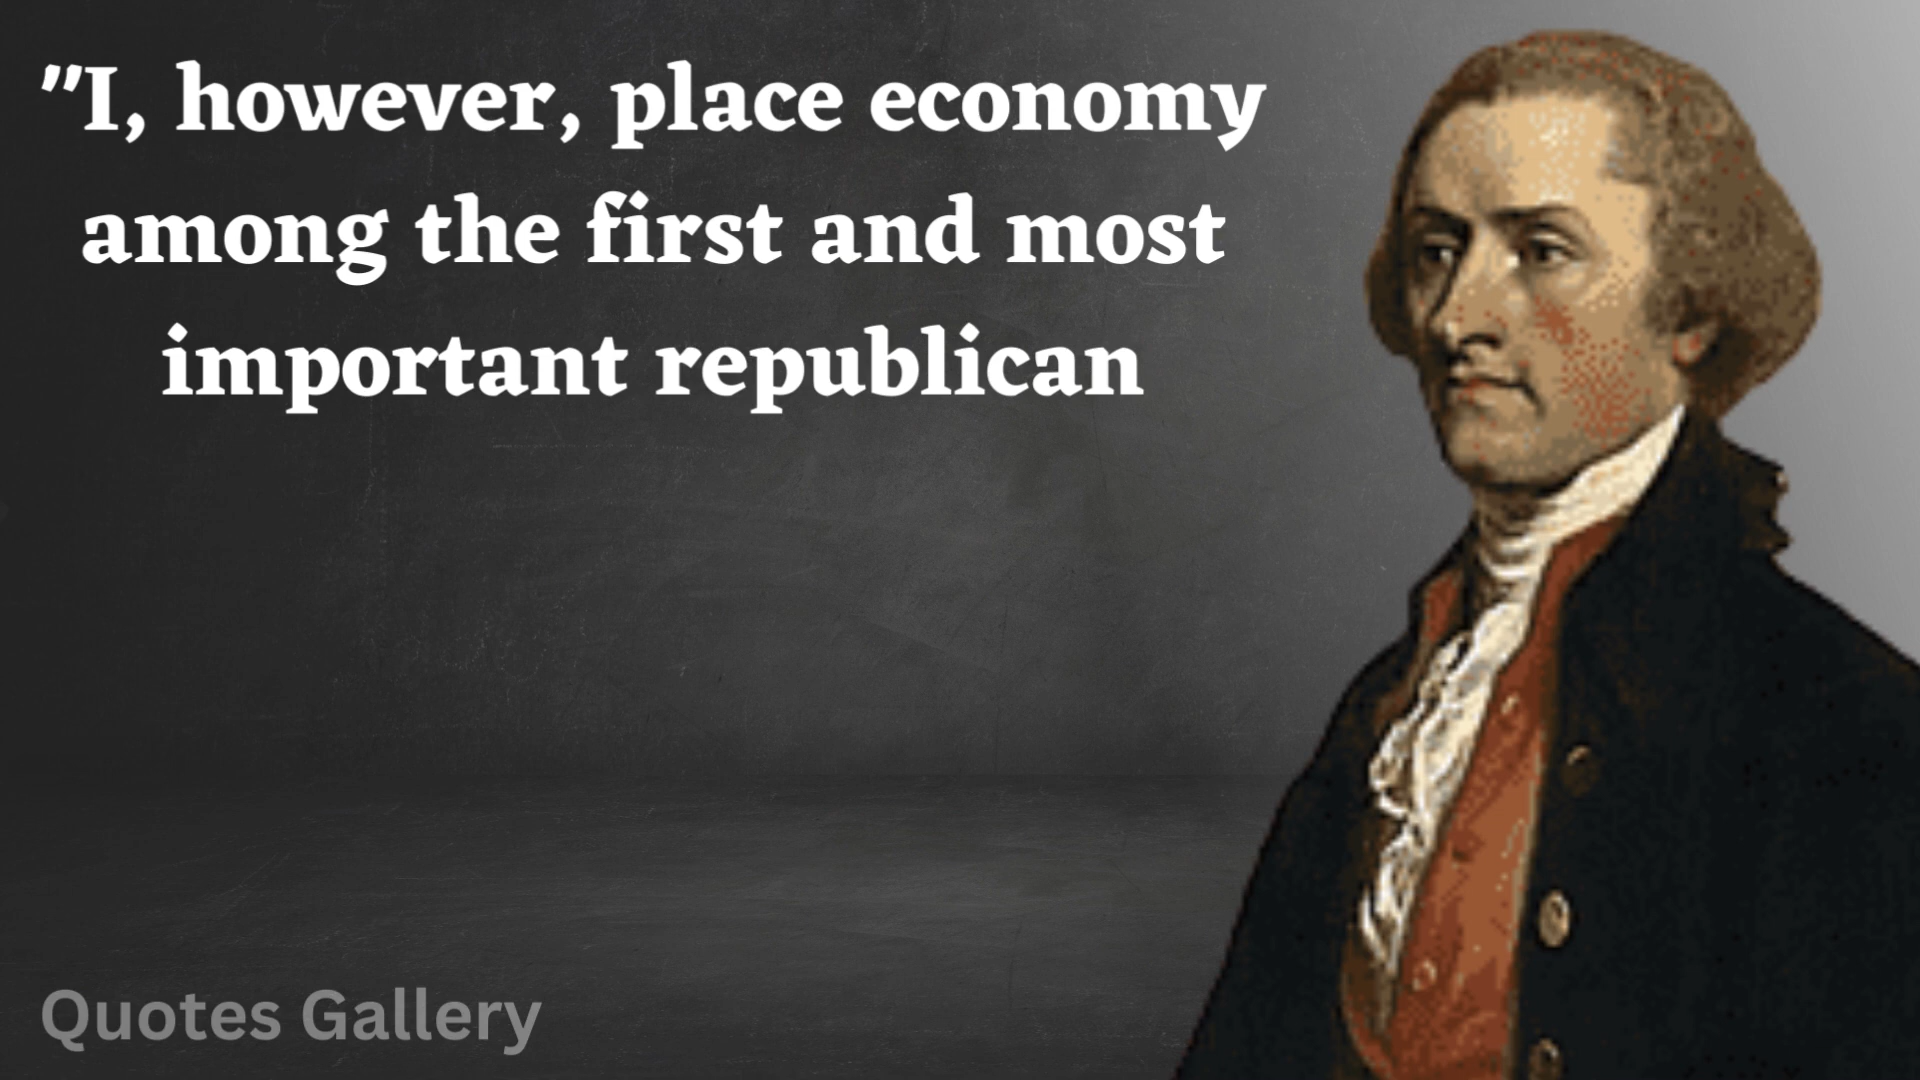 "I, however, place economy
among the first and most
important republican
Quotes Gallery